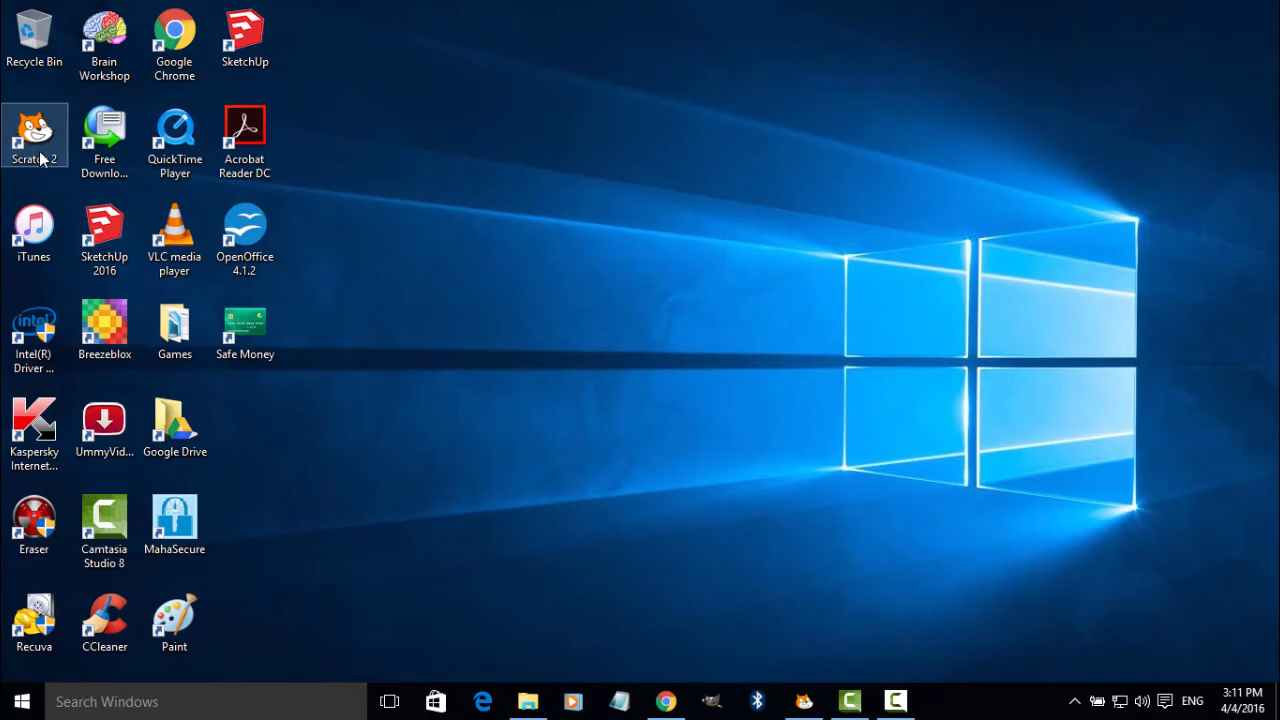 Recycle Bin
Brain
Workshop
Google
Chrome
SketchUp
Scratch 2
Free
Downlo...
QuickTime
Player
Acrobat
Reader DC
iTunes
SketchUp
2016
VLC media
player
OpenOffice
4.1.2
intel
Intel(R)
Driver ...
Breezeblox
Games
Safe Money
Kaspersky
Internet...
UmmyVid...
Google Drive
Eraser
Camtasia
Studio 8
MahaSecure
Recuva
CCleaner
Paint
Search Windows
ENG
3:11 PM
4/4/2016